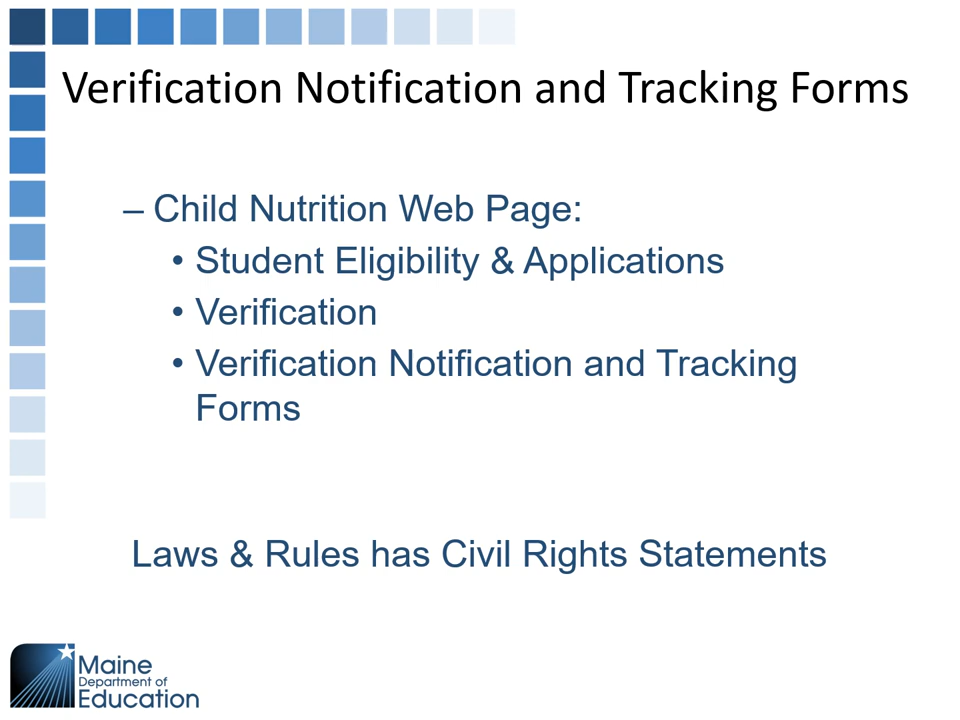 Verification Notification and Tracking Forms
– Child Nutrition Web Page:
• Student Eligibility & Applications
• Verification
• Verification Notification and Tracking
Forms
Laws & Rules has Civil Rights Statements
Maine
Department of
Education